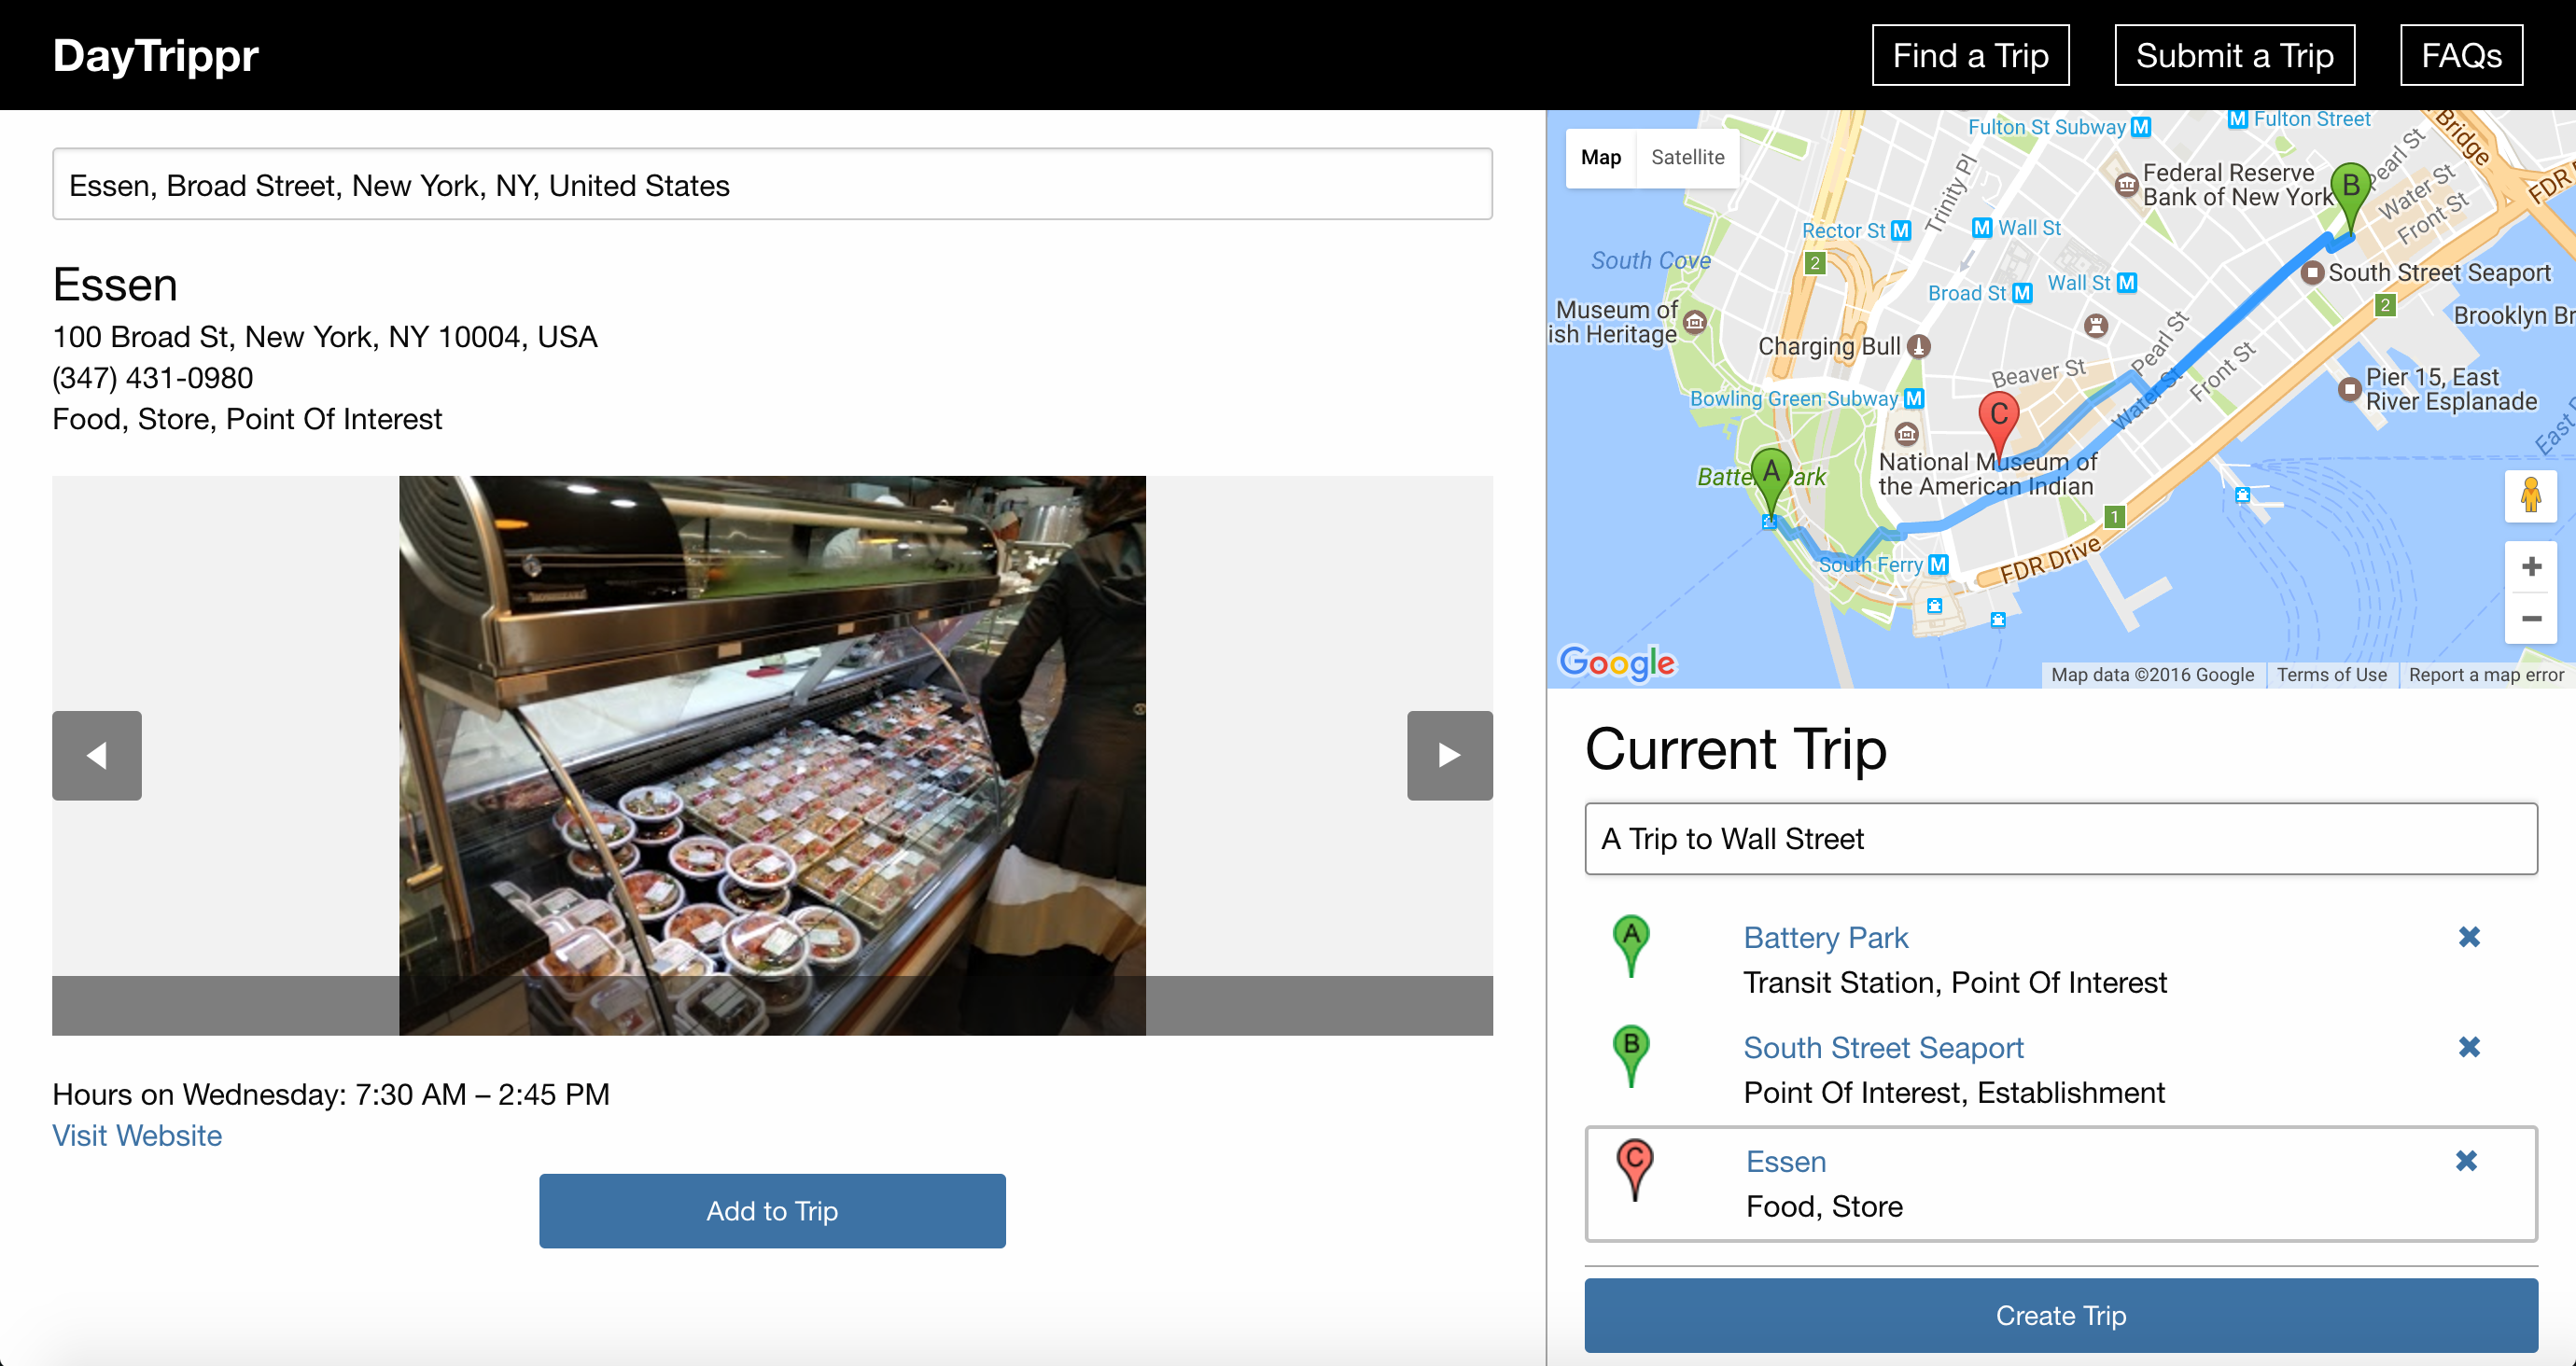 DayTrippr
Find a Trip
Submit a Trip
FAQs
Essen, Broad Street, New York, NY, United States
Essen
100 Broad St, New York, NY 10004, USA
(347) 431-0980
Food, Store, Point Of Interest
Hours on Wednesday: 7:30 AM – 2:45 PM
Visit Website
Add to Trip
Map
Satellite
Fulton St Subway M
M Fulton Street
Bridge
Pearl St
Federal Reserve
Bank of New York
B
Water St
Front St
FDR
Trinity Pl
Rector St M
M Wall St
2
South Cove
Wall St M
Broad St M
South Street Seaport
2
Museum of
ish Heritage
Brooklyn Br
Charging Bull
Pearl St
Beaver St
Front St
Pier 15, East
River Esplanade
Bowling Green Subway M
Water St
C
East
National Museum of
the American Indian
A
Batte
ark
1
South Ferry M
FDR Drive
Google
Map data ©2016 Google
Terms of Use
Report a map error
Current Trip
A Trip to Wall Street
A
Battery Park
Transit Station, Point Of Interest
B
South Street Seaport
Point Of Interest, Establishment
C
Essen
Food, Store
Create Trip